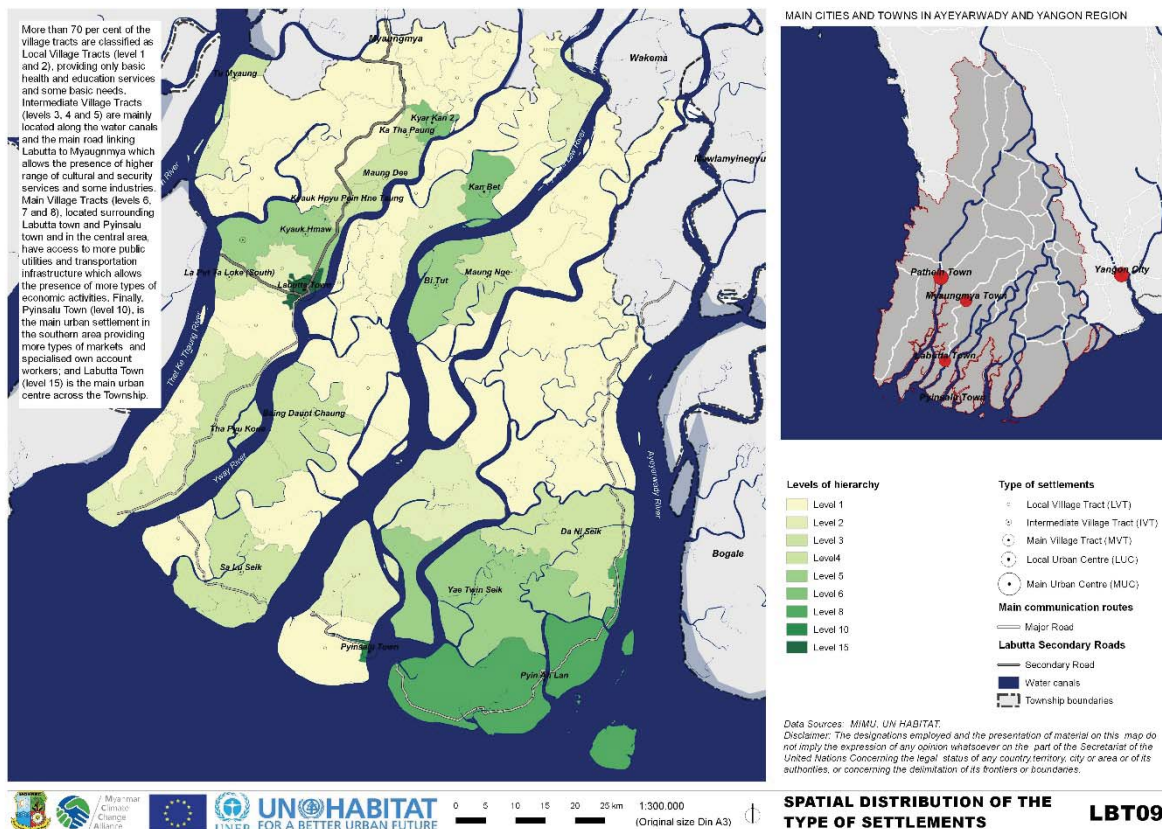 More than 70 per cent of the
village tracts are classified as
Local Village Tracts (level 1
and 2), providing only basic
health and education services
and some basic needs.
Intermediate Village Tracts
(levels 3, 4 and 5) are mainly
located along the water canals
and the main road linking
Labutta to Myaugnmya which
allows the presence of higher
range of cultural and security
services and some industries.
Main Village Tracts (levels 6,
7 and 8), located surrounding
Labutta town and Pyinsalu
town and in the central area,
have access to more public
utilities and transportation
infrastructure which allows
the presence of more types of
economic activities. Finally,
Pyinsalu Town (level 10), is
the main urban settlement in
the southern area providing
more types of markets and
specialised own account
workers; and Labutta Town
(level 15) is the main urban
centre across the Township.
Myaungmya
Wakema
Tu Myaung
Kyar Kan 2
Ka Tha Paung
Maung Dee
Kan Bet
Kyauk Hpyu Pein Hne Taung
Kyauk Hmaw
Labutta Town
Bi Tut
Maung Nge
Thet Ke Thaung River
Baing Daunt Chaung
Tha Pyu Kone
Yway River
Ayeyarwady River
Da Ni Seik
Bogale
Sa Lu Seik
Yae Twin Seik
Pyinsalu Town
Pyin Ah Lan
MAIN CITIES AND TOWNS IN AYEYARWADY AND YANGON REGION
Pathein Town
Yangon City
Myaungmya Town
Labutta Town
Pyinsalu Town
Levels of hierarchy
Level 1
Level 2
Level 3
Level4
Level 5
Level 6
Level 8
Level 10
Level 15
Type of settlements
Local Village Tract (LVT)
Intermediate Village Tract (IVT)
Main Village Tract (MVT)
Local Urban Centre (LUC)
Main Urban Centre (MUC)
Main communication routes
Major Road
Labutta Secondary Roads
Secondary Road
Water canals
Township boundaries
Data Sources: MIMU, UN HABITAT.
Disclaimer: The designations employed and the presentation of material on this map do
not imply the expression of any opinion whatsoever on the part of the Secretariat of the
United Nations Concerning the legal status of any country,territory, city or area or of its
authorities, or concerning the delimitation of its frontiers or boundaries.
Myanmar
Climate
Change
Alliance
UNEP
UN HABITAT
FOR A BETTER URBAN FUTURE
0 5 10 15 20 25 km
1:300.000
(Original size Din A3)
SPATIAL DISTRIBUTION OF THE
TYPE OF SETTLEMENTS
LBT09